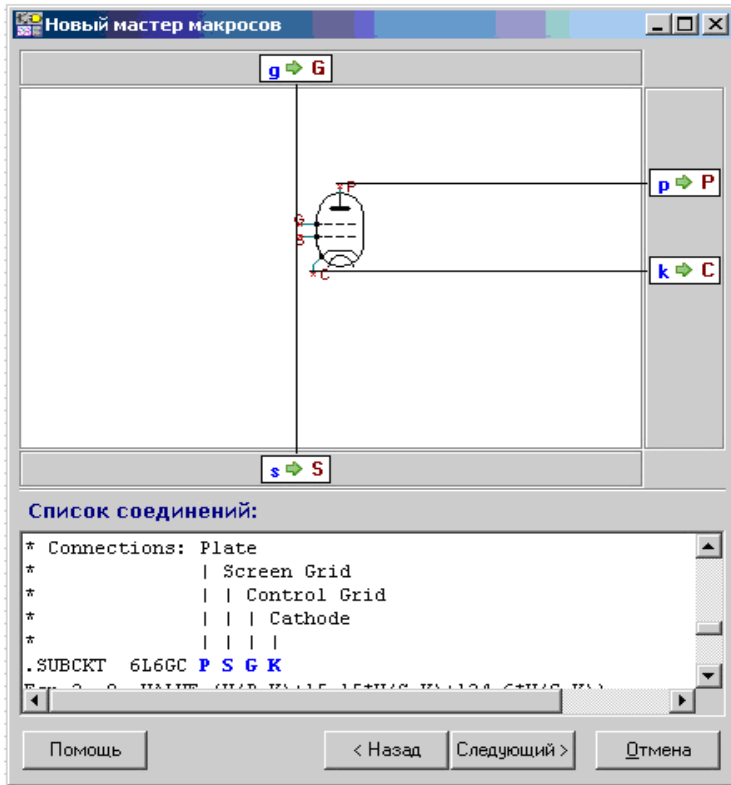 Новый мастер макросов
g G
P
p P
G
S
C
k C
s S
Список соединений:
* Connections: Plate
* | Screen Grid
* | | Control Grid
* | | | Cathode
* | | | |
.SUBCKT 6L6GC P S G K
Помощь
< Назад
Следующий >
Отмена